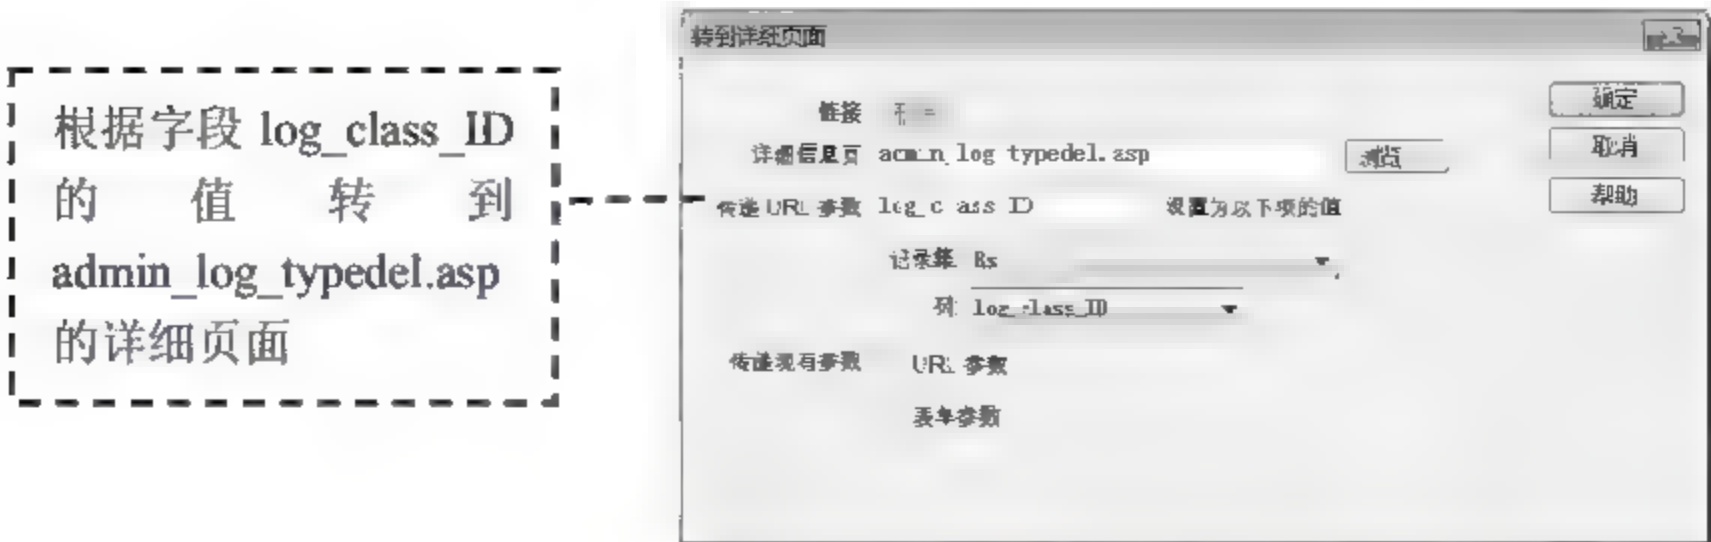 根据字段 log_class_ID
的值转到
admin_log_typedel.asp
的详细页面
转到详细页面
链接
确定
详细信息页 admin_log_typedel.asp 浏览 取消
传递 URL 参数 log_class_ID 设置为以下项的值 帮助
记录集 Rs
列 log_class_ID
传递现有参数 URL 参数
表单参数